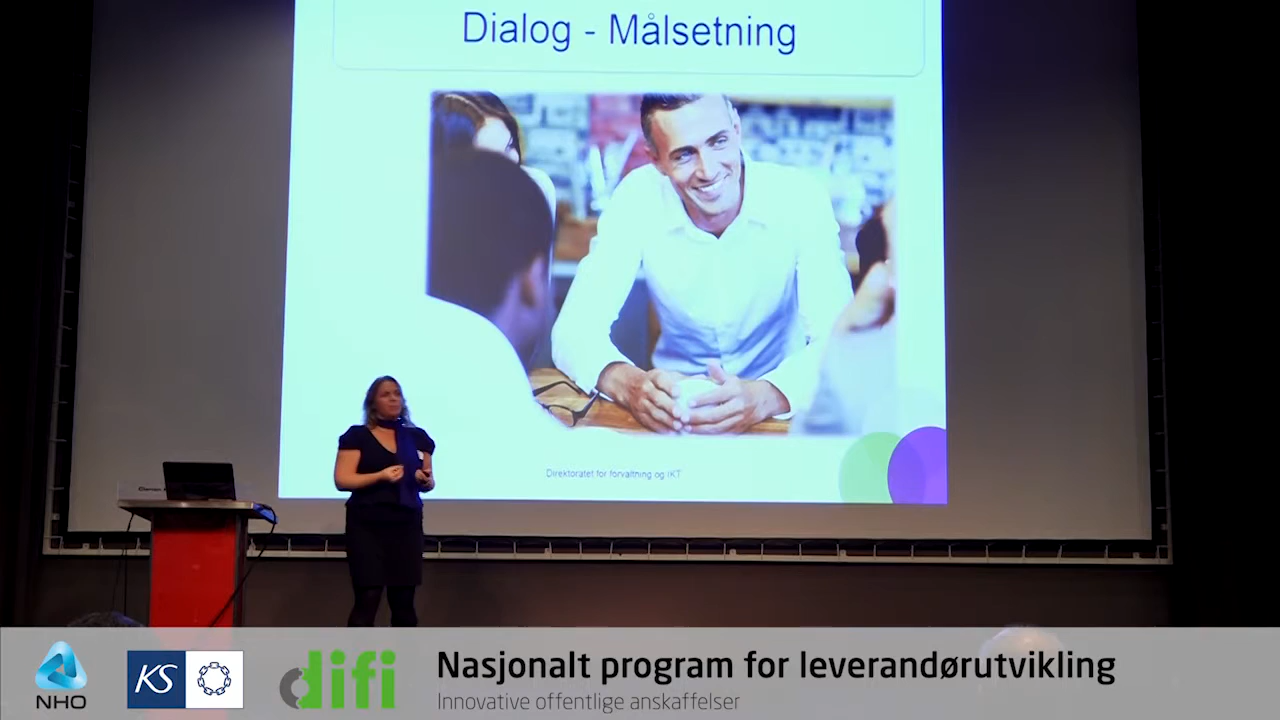 Dialog - Målsetning
Direktoratet for forvaltning og IKT
NHO
KS
difi
Nasjonalt program for leverandørutvikling
Innovative offentlige anskaffelser